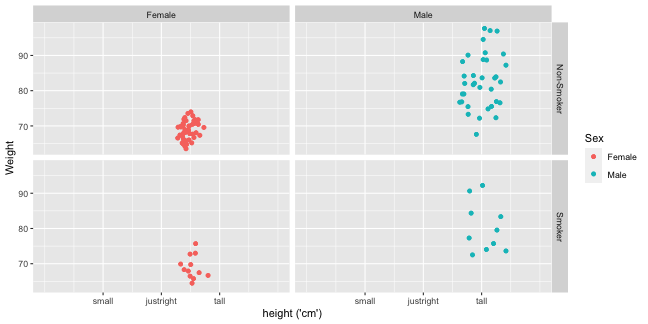 Female
Male
90
80
70
Non-Smoker
Weight
90
80
70
Smoker
small
justright
tall
small
justright
tall
height ('cm')
Sex
Female
Male